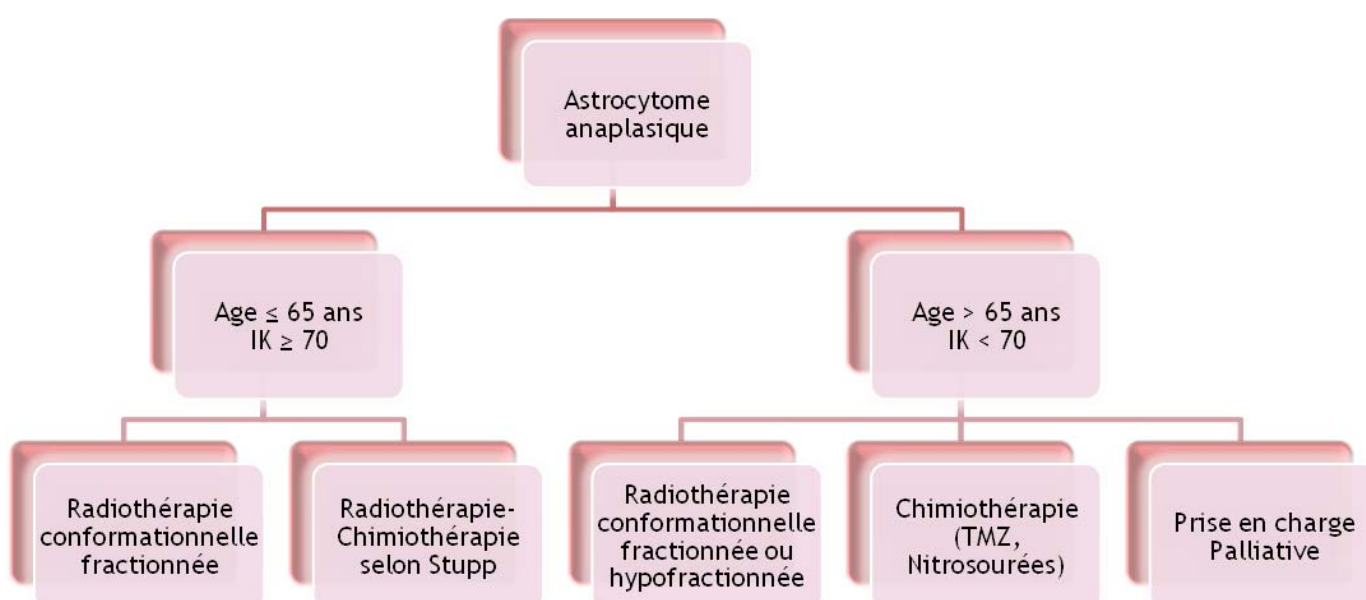 Astrocytome
anaplasique
Age ≤ 65 ans
IK ≥ 70
Age > 65 ans
IK < 70
Radiothérapie
conformationnelle
fractionnée
Radiothérapie-
Chimiothérapie
selon Stupp
Radiothérapie
conformationnelle
fractionnée ou
hypofractionnée
Chimiothérapie
(TMZ,
Nitrosourées)
Prise en charge
Palliative